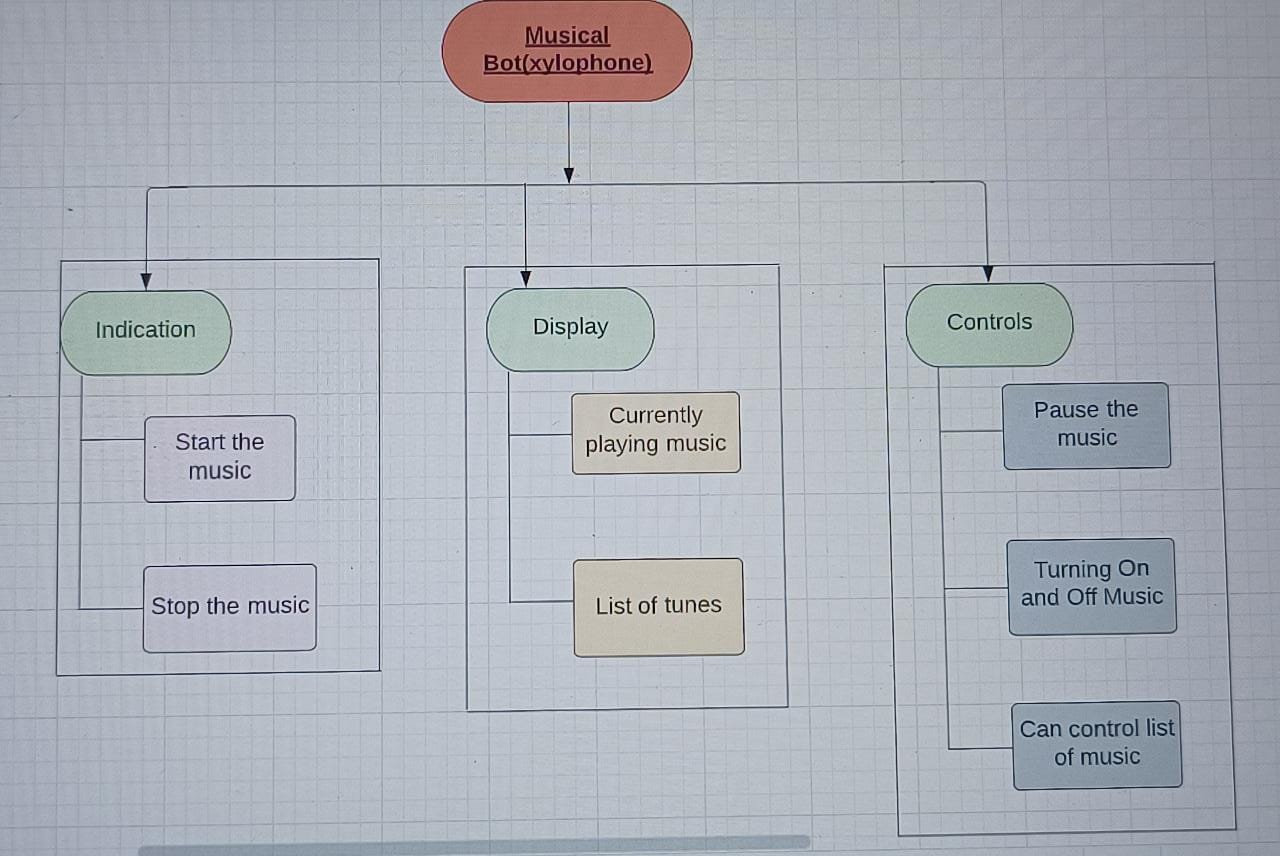 Musical
Bot(xylophone)
Indication
Start the
music
Stop the music
Display
Currently
playing music
List of tunes
Controls
Pause the
music
Turning On
and Off Music
Can control list
of music